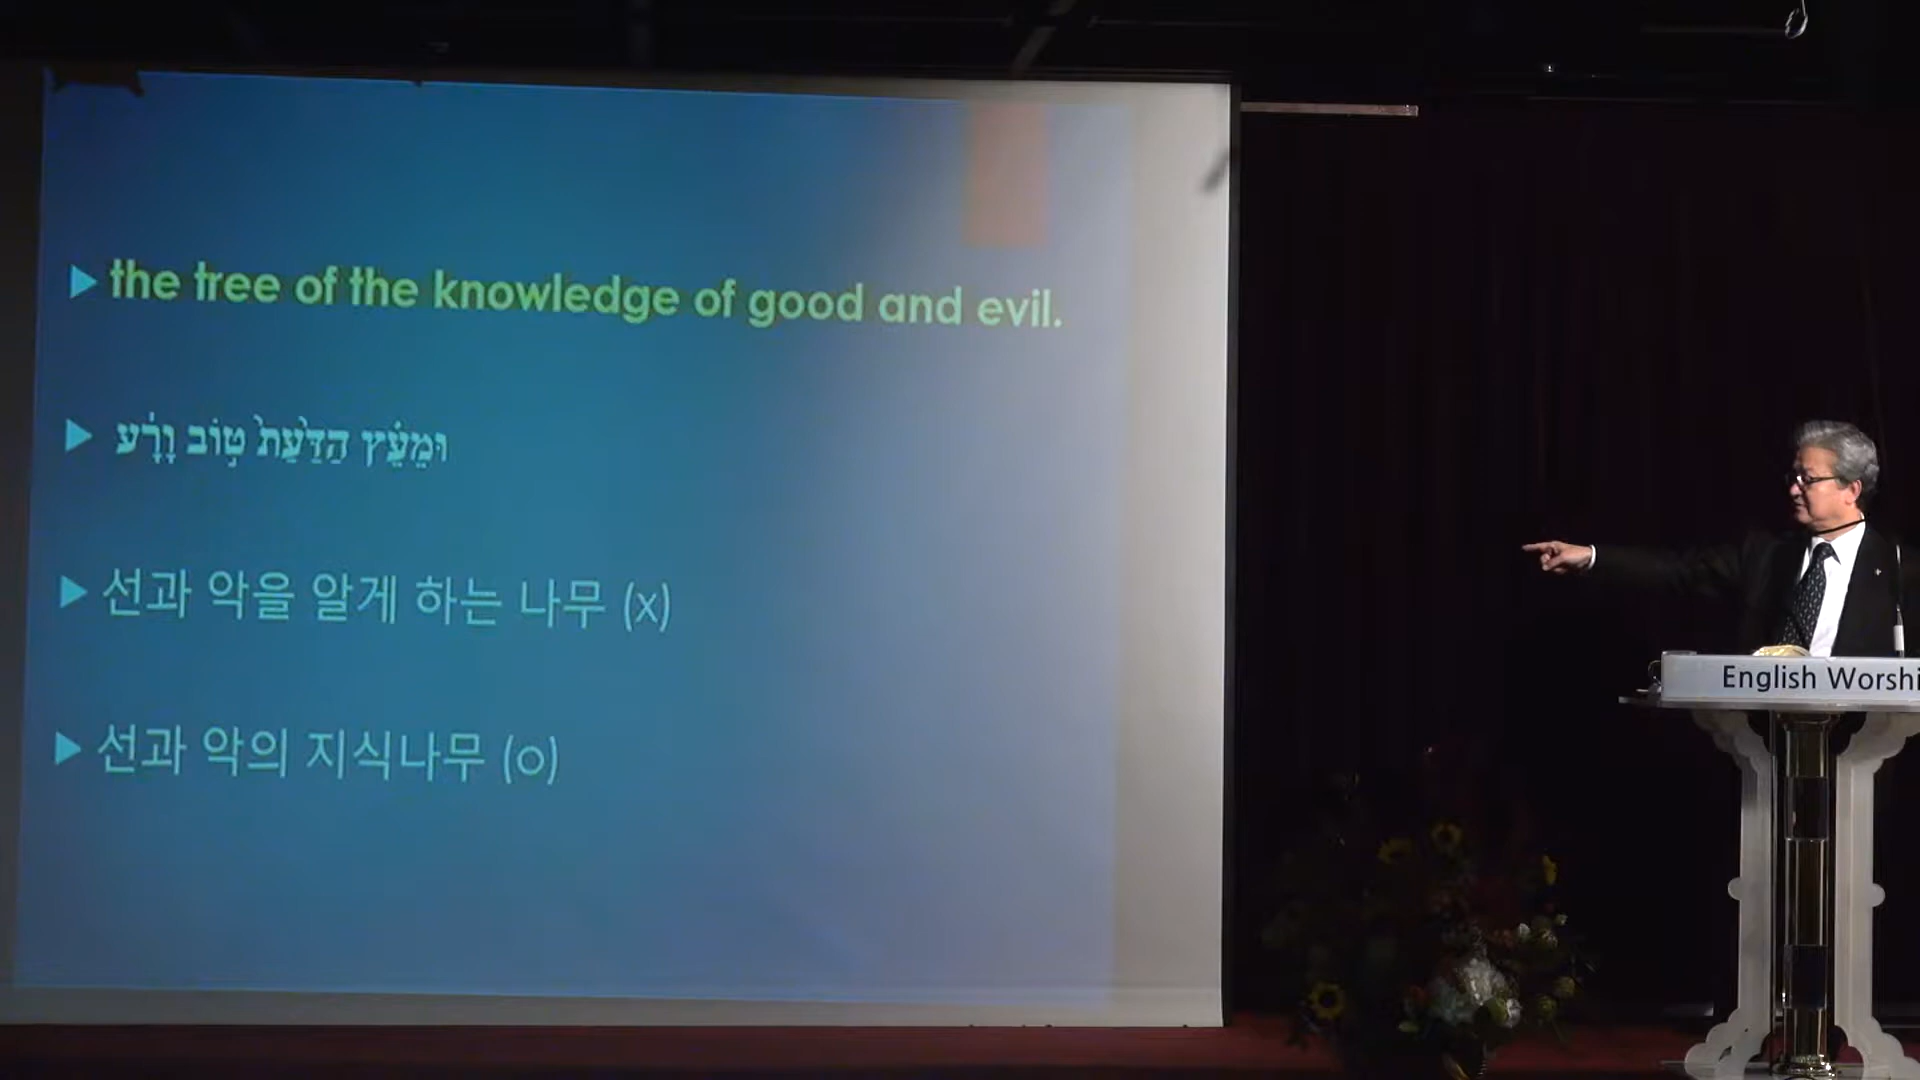 the tree of the knowledge of good and evil.
וּמֵעֵ֗ץ הַדַּ֙עַת֙ ט֣וֹב וָרָ֔ע
선과 악을 알게 하는 나무 (x)
선과 악의 지식나무 (o)
English Worshi